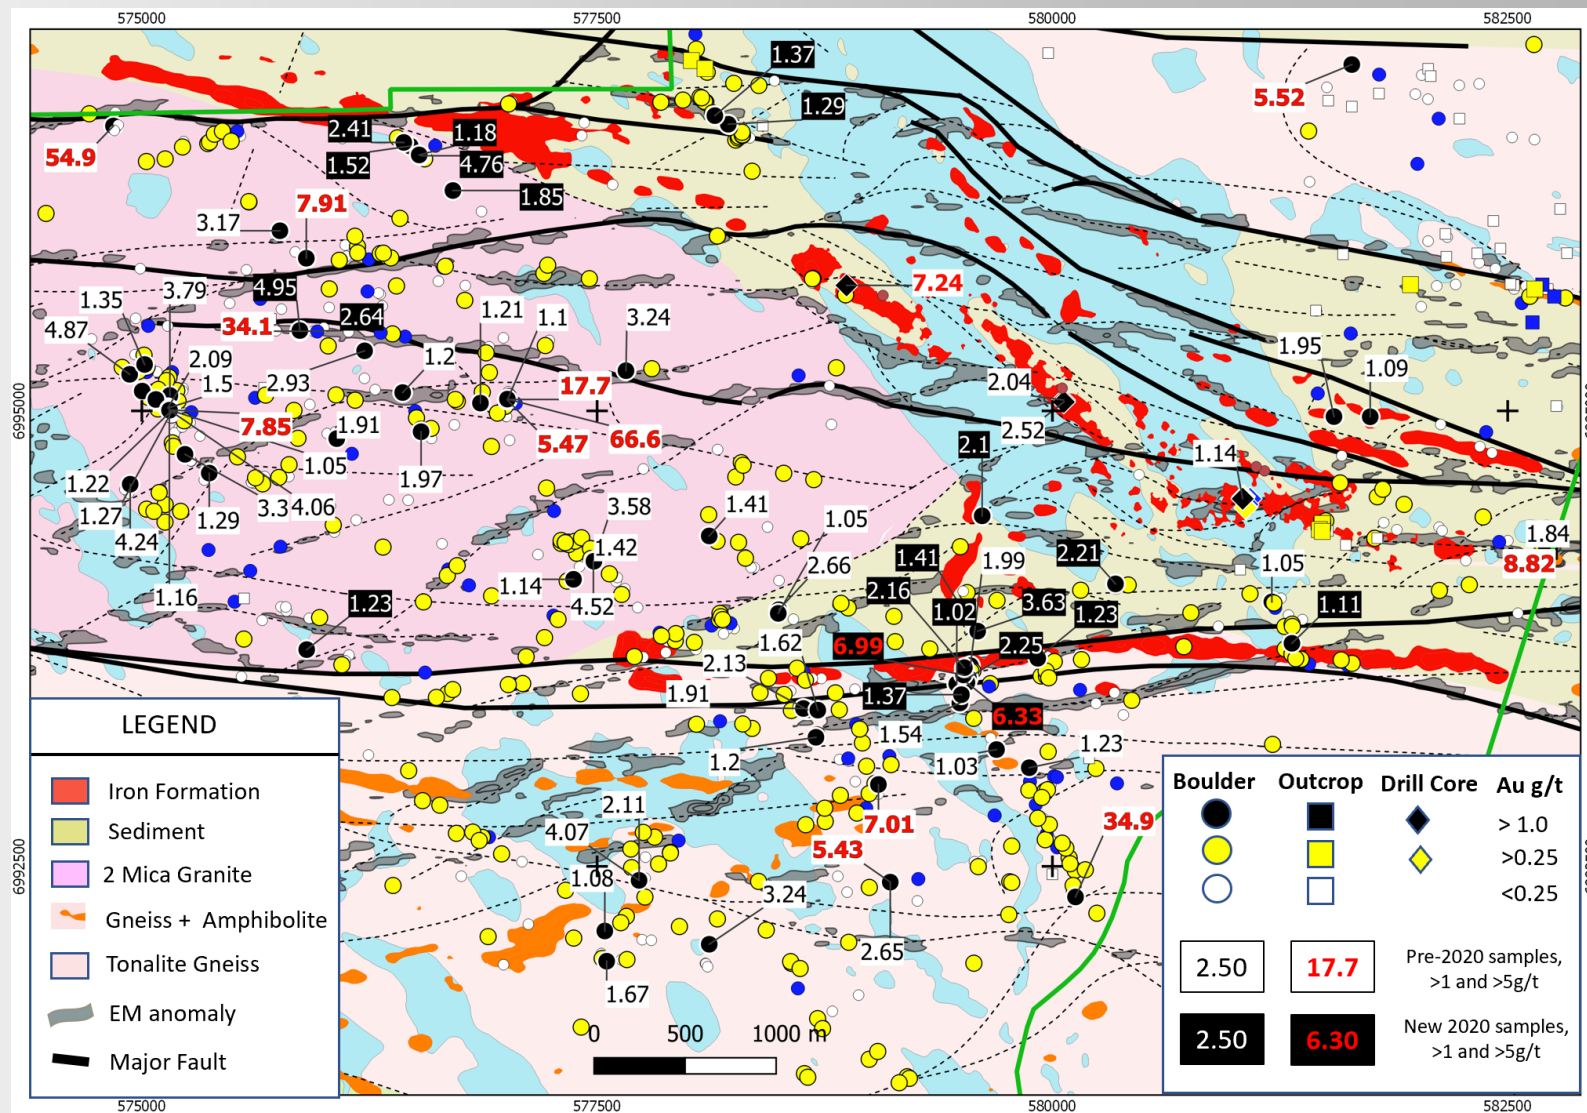 575000 577500 580000 582500
1.37
5.52
1.29
2.41 1.18
54.9 1.52 4.76
1.85
7.91
3.17
7.24
4.95
3.79
1.35 1.21 1.1 3.24
34.1 2.64
4.87
1.95
2.09 1.2
1.09
2.93 1.5 17.7 2.04
6995000
7.85 1.91 5.47 66.6 2.52
2.1 1.14
1.05
1.22 1.97
1.27 1.29 3.3 4.06 3.58 1.41 1.05
4.24 1.42 1.84
1.41 1.99 2.21
2.66 1.05 8.82
1.14
1.16 4.52 2.16
1.23 1.02 3.63 1.23 1.11
1.62 6.99 2.25
2.13
1.91 1.37
6.33
LEGEND
1.54 1.23
1.2 1.03
Iron Formation
Sediment
2 Mica Granite
Gneiss + Amphibolite
Tonalite Gneiss
EM anomaly
Major Fault
2.11
4.07 7.01 34.9
5.43
6992500
1.08 3.24
2.65
1.67
0 500 1000 m
Boulder Outcrop Drill Core Au g/t
> 1.0
>0.25
<0.25
2.50 17.7 Pre-2020 samples,
>1 and >5g/t
2.50 6.30 New 2020 samples,
>1 and >5g/t
575000 577500 580000 582500